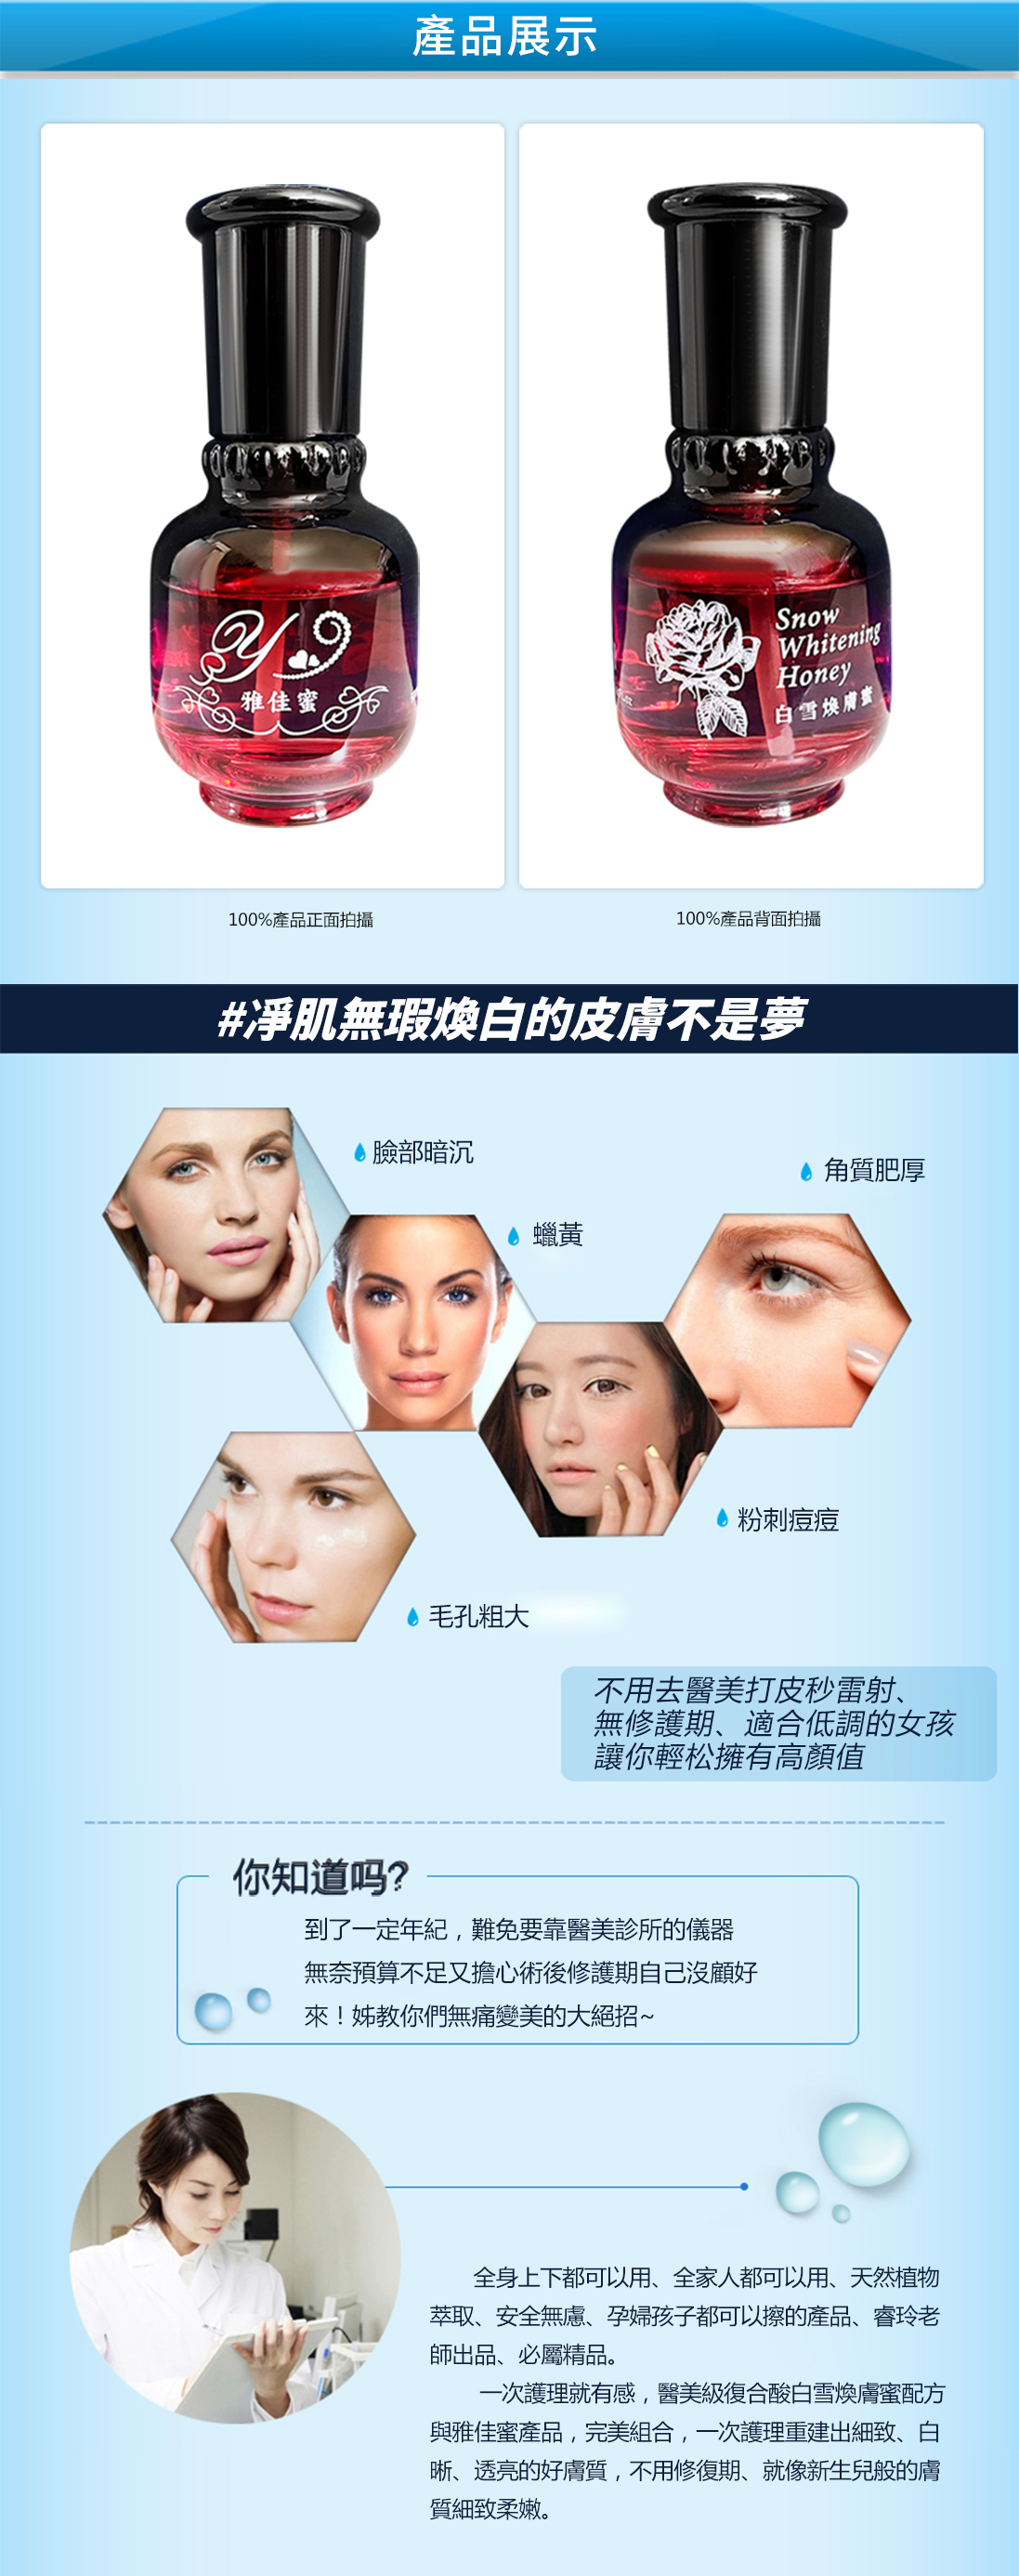 產品展示
雅佳蜜
Snow
Whitening
Honey
白雪煥膚蜜
100%產品正面拍攝
100%產品背面拍攝
#淨肌無瑕煥白的皮膚不是夢
臉部暗沉
角質肥厚
蠟黃
粉刺痘痘
毛孔粗大
不用去醫美打皮秒雷射、
無修護期、適合低調的女孩
讓你輕松擁有高顏值
你知道吗?
到了一定年紀，難免要靠醫美診所的儀器
無奈預算不足又擔心術後修護期自己沒顧好
來！姊教你們無痛變美的大絕招~
全身上下都可以用、全家人都可以用、天然植物
萃取、安全無慮、孕婦孩子都可以擦的產品、睿玲老
師出品、必屬精品。
一次護理就有感，醫美級復合酸白雪煥膚蜜配方
與雅佳蜜產品，完美組合，一次護理重建出細致、白
晰、透亮的好膚質，不用修復期、就像新生兒般的膚
質細致柔嫩。